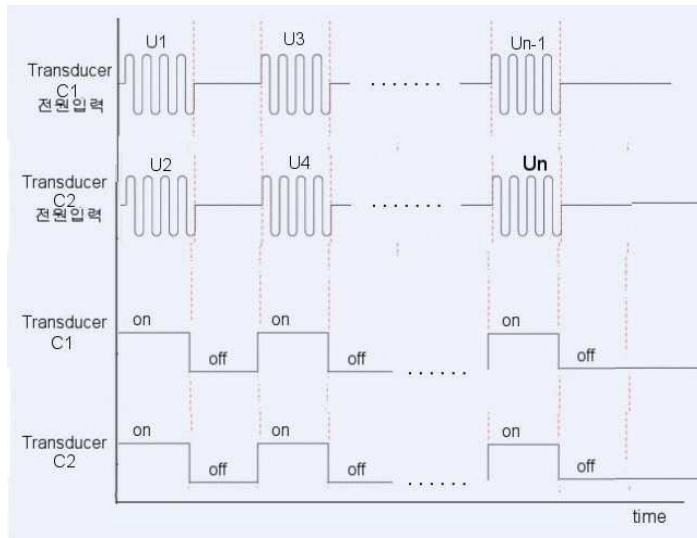 U1
U3
Un-1
Transducer
C1
전원입력
U2
U4
Un
Transducer
C2
전원입력
on
on
on
Transducer
C1
off
off
off
on
on
on
Transducer
C2
off
off
off
time